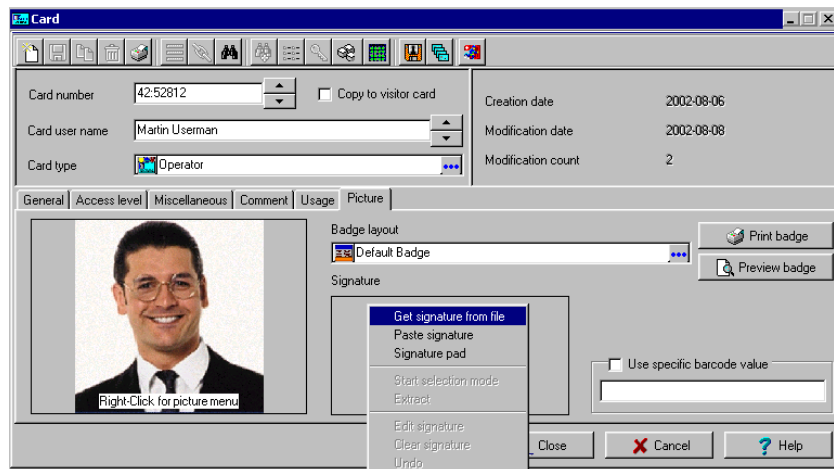 Card
Card number
42:52812
Copy to visitor card
Creation date
2002-08-06
Card user name
Martin Userman
Modification date
2002-08-08
Card type
Operator
Modification count
2
General
Access level
Miscellaneous
Comment
Usage
Picture
Badge layout
Default Badge
Print badge
Preview badge
Signature
Get signature from file
Paste signature
Signature pad
Start selection mode
Extract
Edit signature
Clear signature
Undo
Use specific barcode value
Right-Click for picture menu
Close
Cancel
Help